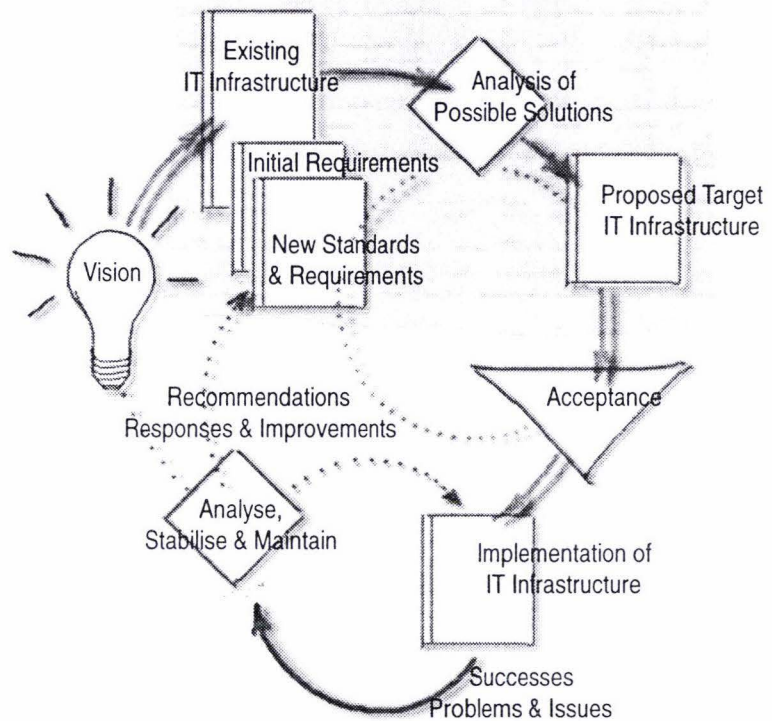 Existing
IT Infrastructure
Analysis of
Possible Solutions
Initial Requirements
Proposed Target
IT Infrastructure
New Standards
& Requirements
Vision
Acceptance
Recommendations
Responses & Improvements
Analyse,
Stabilise & Maintain
Implementation of
IT Infrastructure
Successes
Problems & Issues